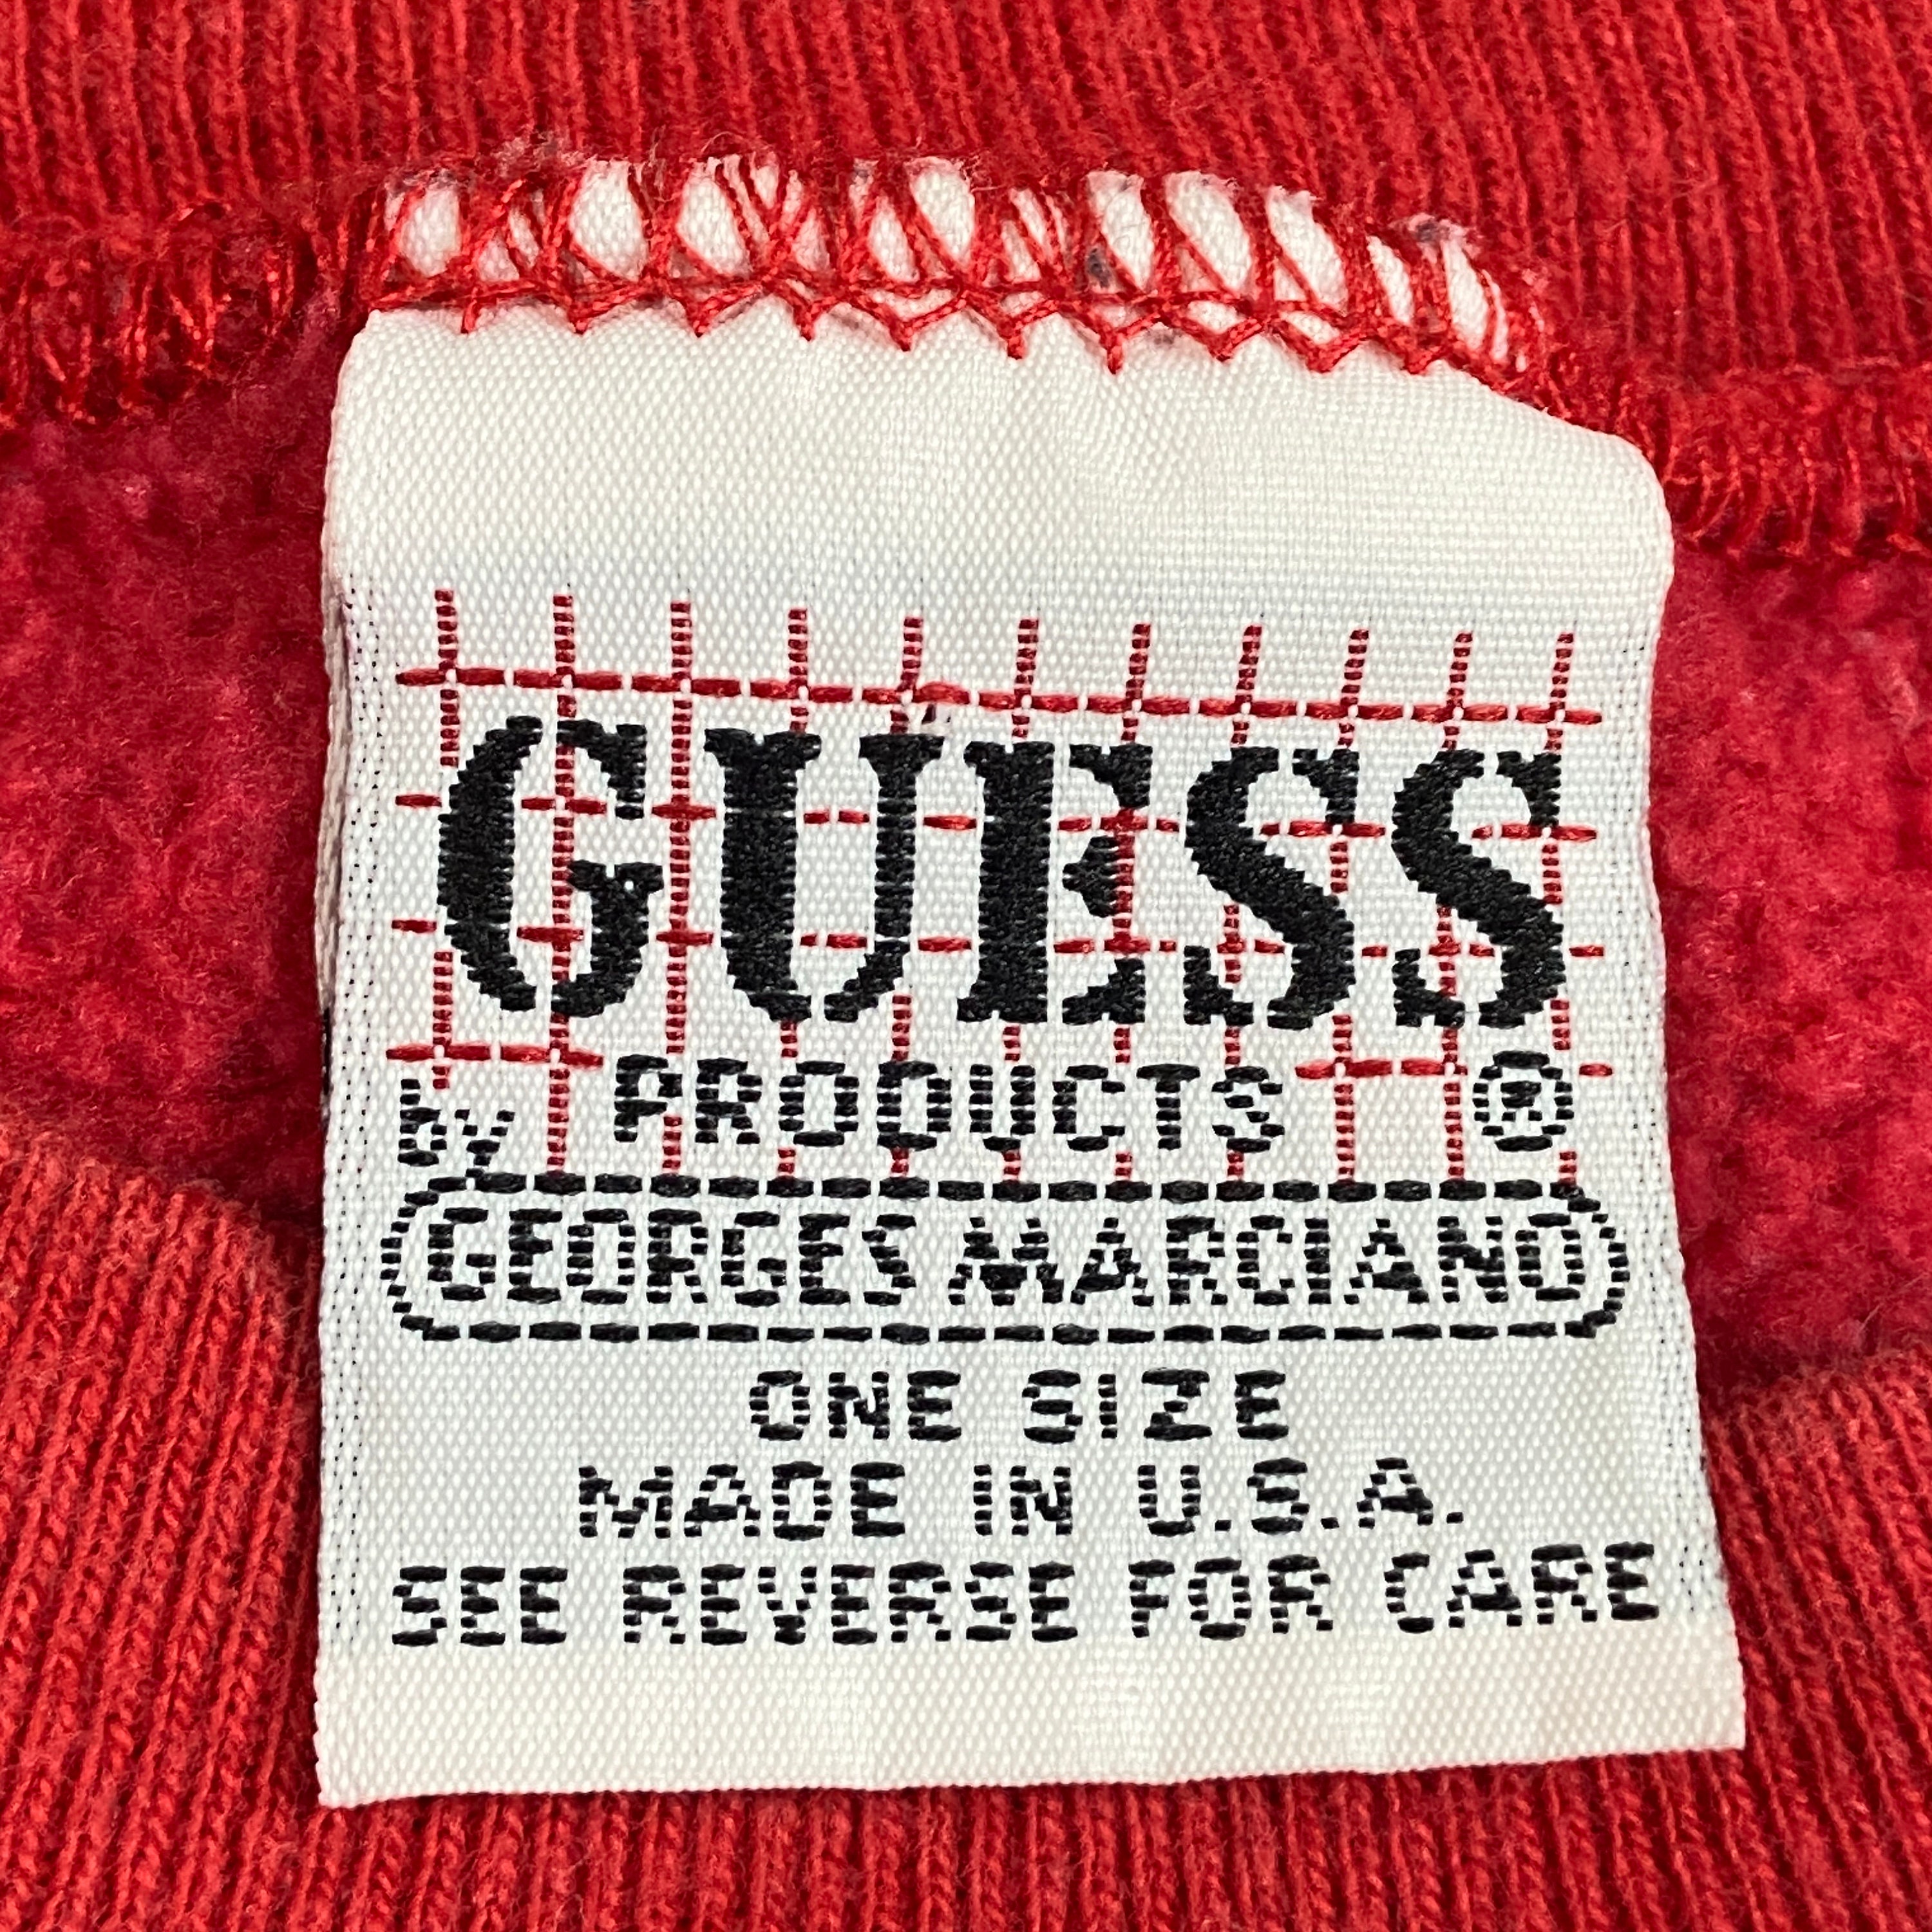 GUESS
by PRODUCTS ®
GEORGES MARCIANO
ONE SIZE
MADE IN U.S.A.
SEE REVERSE FOR CARE